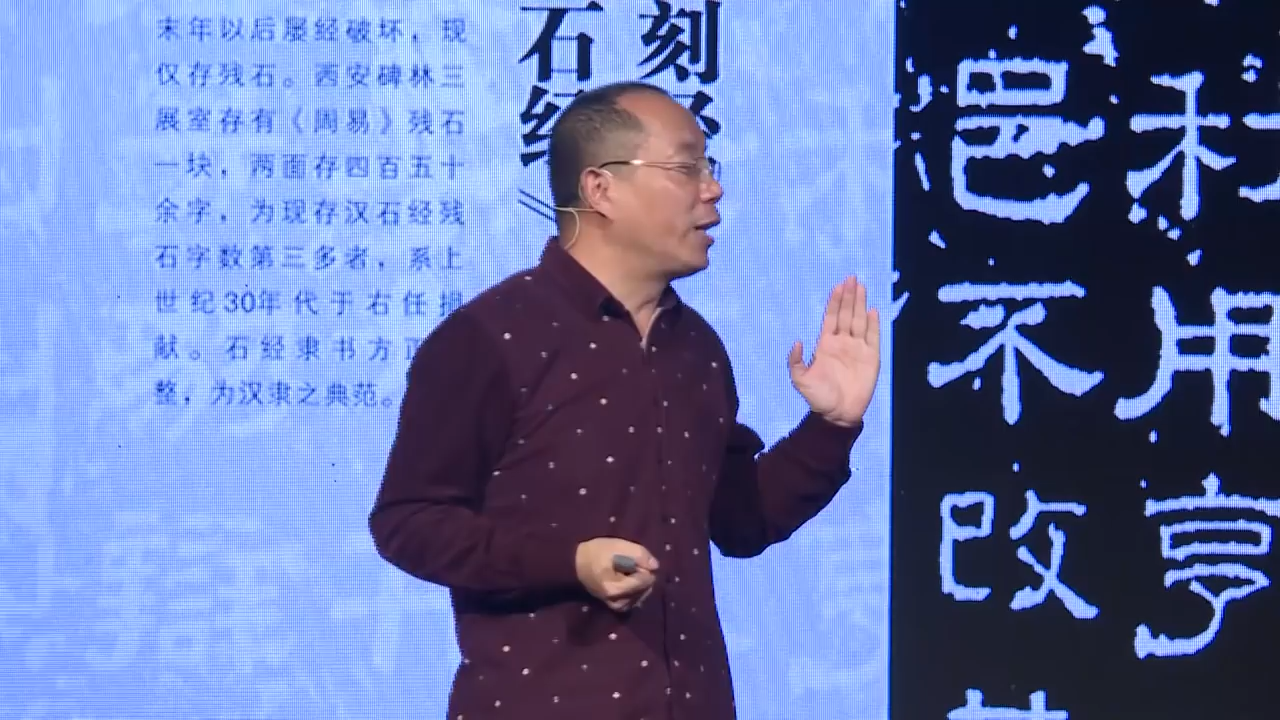 末年以后屡经破坏，现
仅存残石。西安碑林三
展室存有《周易》残石
一块，两面存四百五十
余字，为现存汉石经残
石字数第三多者，系上
世纪30年代于右任捐
献。石经隶书方正
整，为汉隶之典范。
刻
石经》
利用亨
邑不改